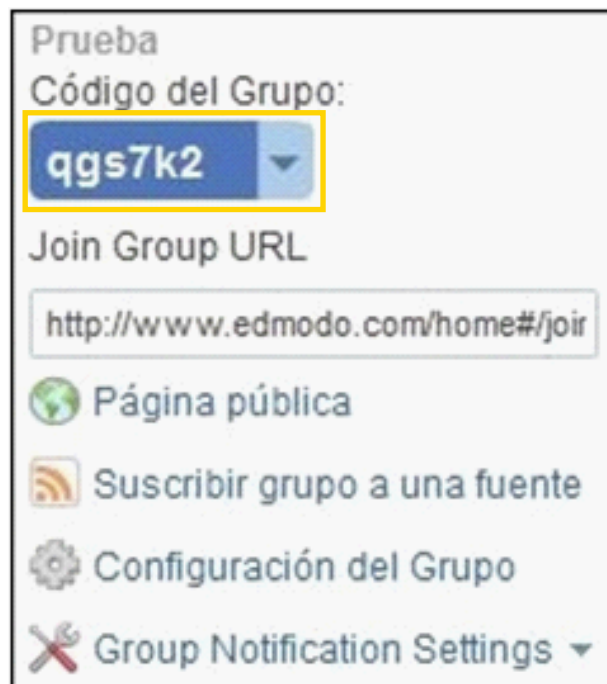 Prueba
Código del Grupo:
qgs7k2
Join Group URL
http://www.edmodo.com/home#/joir
Página pública
Suscribir grupo a una fuente
Configuración del Grupo
Group Notification Settings